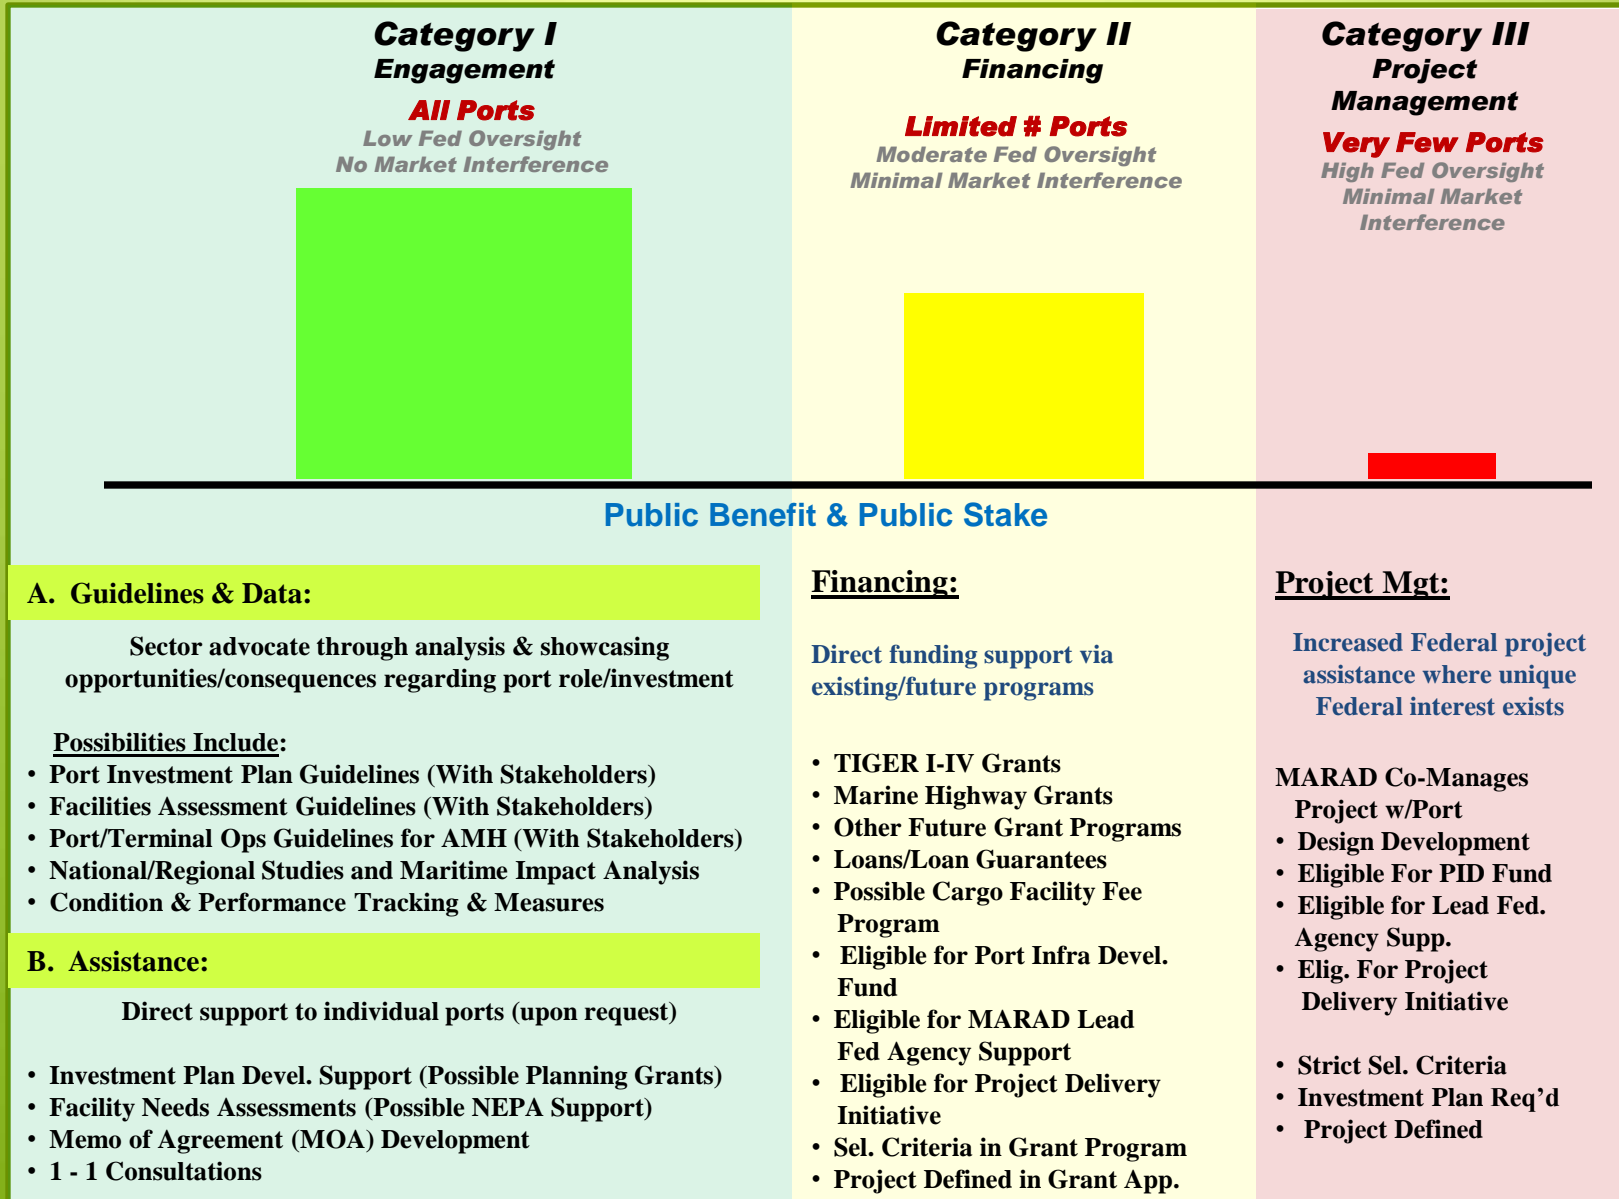 Category I
Engagement
All Ports
Low Fed Oversight
No Market Interference
Category II
Financing
Limited # Ports
Moderate Fed Oversight
Minimal Market Interference
Category III
Project
Management
Very Few Ports
High Fed Oversight
Minimal Market
Interference
Public Benefit & Public Stake
A. Guidelines & Data:
Sector advocate through analysis & showcasing
opportunities/consequences regarding port role/investment
Possibilities Include:
• Port Investment Plan Guidelines (With Stakeholders)
• Facilities Assessment Guidelines (With Stakeholders)
• Port/Terminal Ops Guidelines for AMH (With Stakeholders)
• National/Regional Studies and Maritime Impact Analysis
• Condition & Performance Tracking & Measures
B. Assistance:
Direct support to individual ports (upon request)
• Investment Plan Devel. Support (Possible Planning Grants)
• Facility Needs Assessments (Possible NEPA Support)
• Memo of Agreement (MOA) Development
• 1 - 1 Consultations
Financing:
Direct funding support via
existing/future programs
• TIGER I-IV Grants
• Marine Highway Grants
• Other Future Grant Programs
• Loans/Loan Guarantees
• Possible Cargo Facility Fee
Program
• Eligible for Port Infra Devel.
Fund
• Eligible for MARAD Lead
Fed Agency Support
• Eligible for Project Delivery
Initiative
• Sel. Criteria in Grant Program
• Project Defined in Grant App.
Project Mgt:
Increased Federal project
assistance where unique
Federal interest exists
MARAD Co-Manages
Project w/Port
• Design Development
• Eligible For PID Fund
• Eligible for Lead Fed.
Agency Supp.
• Elig. For Project
Delivery Initiative
• Strict Sel. Criteria
• Investment Plan Req’d
• Project Defined